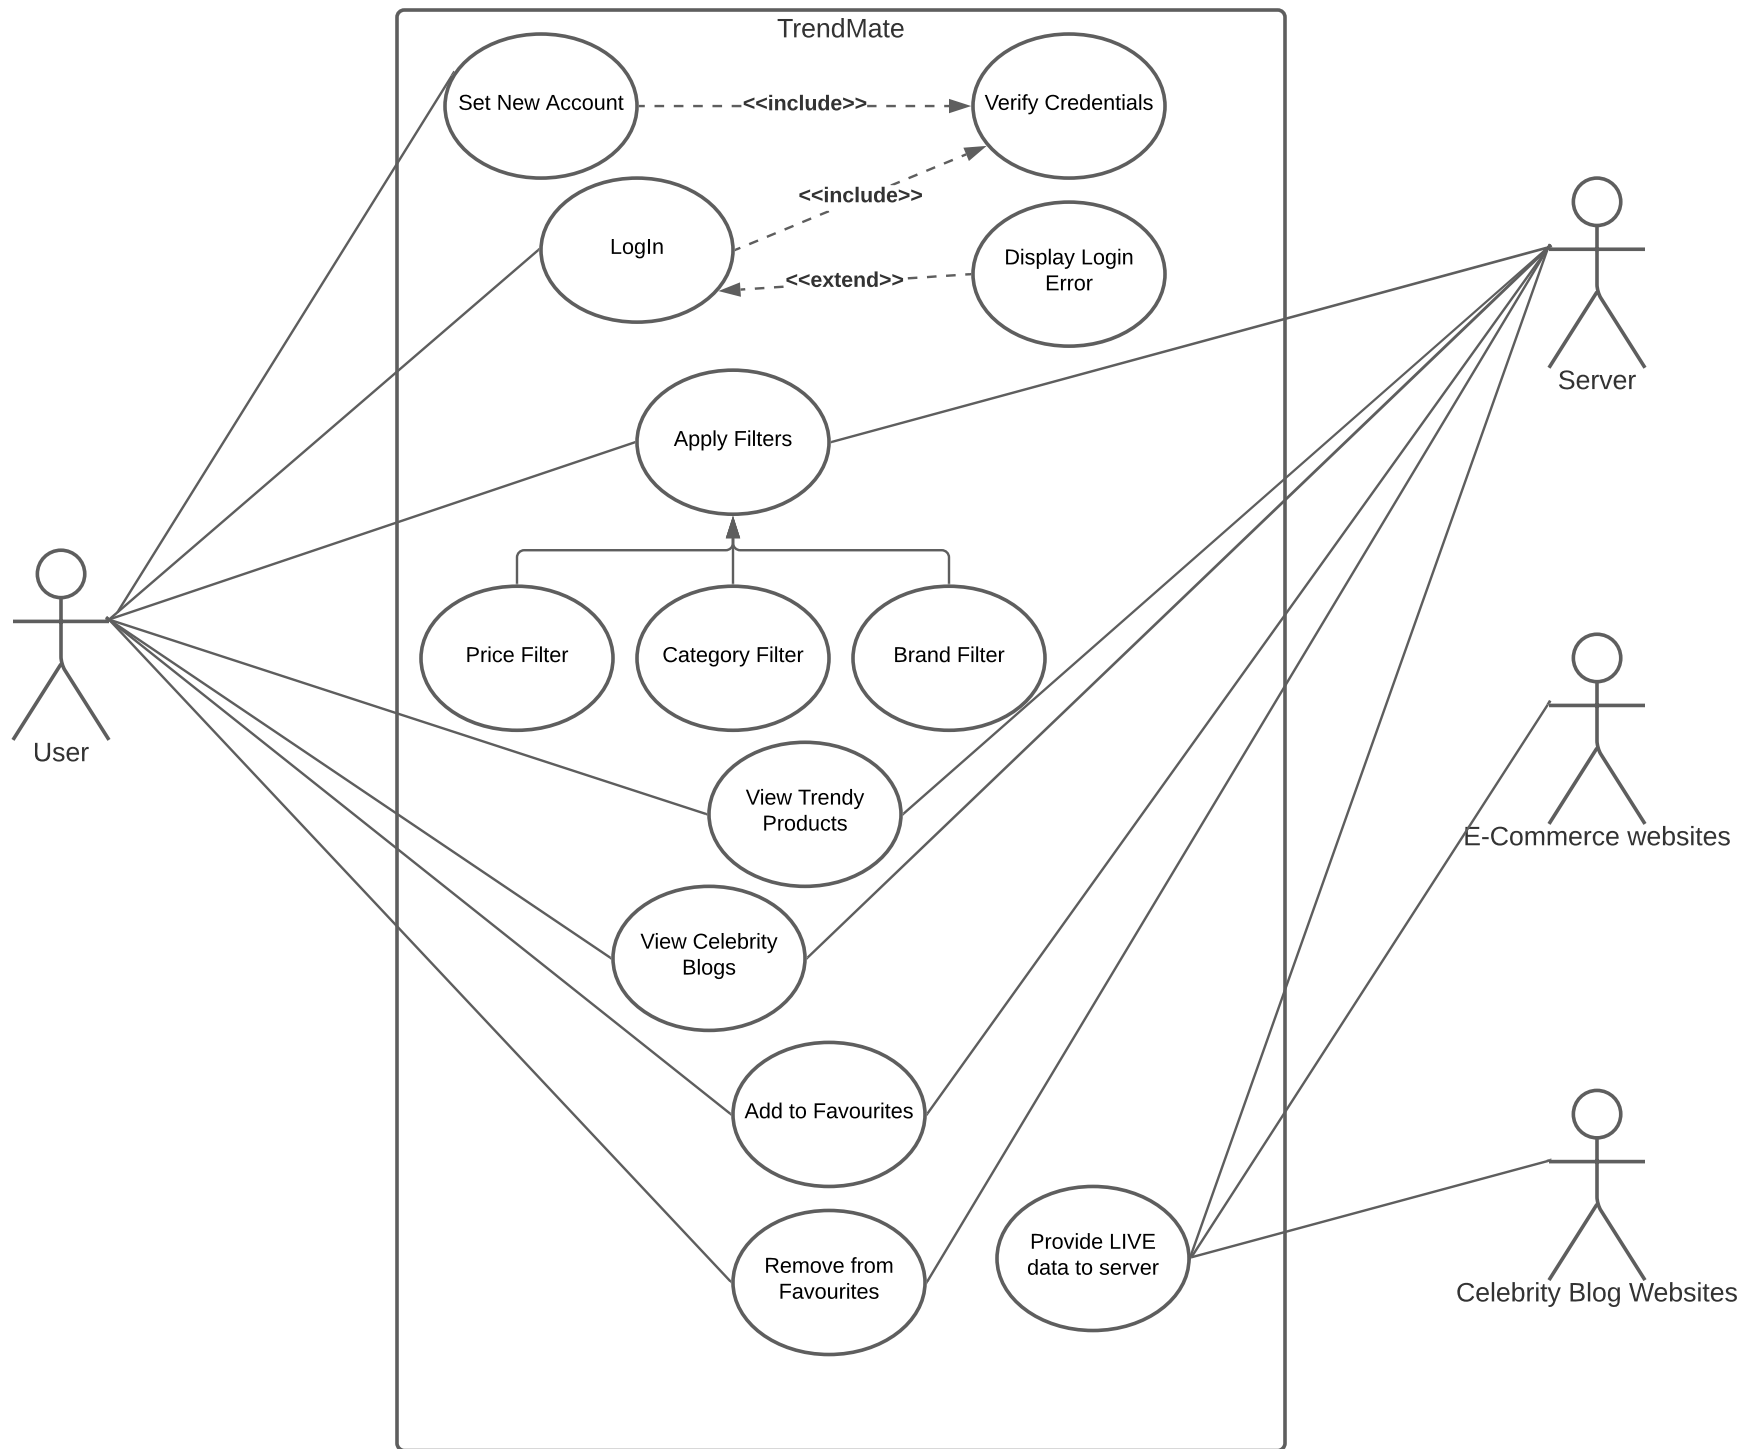 TrendMate
Set New Account
<<include>>
Verify Credentials
<<include>>
LogIn
Display Login
Error
<<extend>>
Server
Apply Filters
Price Filter
Category Filter
Brand Filter
User
View Trendy
Products
E-Commerce websites
View Celebrity
Blogs
Add to Favourites
Provide LIVE
data to server
Remove from
Favourites
Celebrity Blog Websites